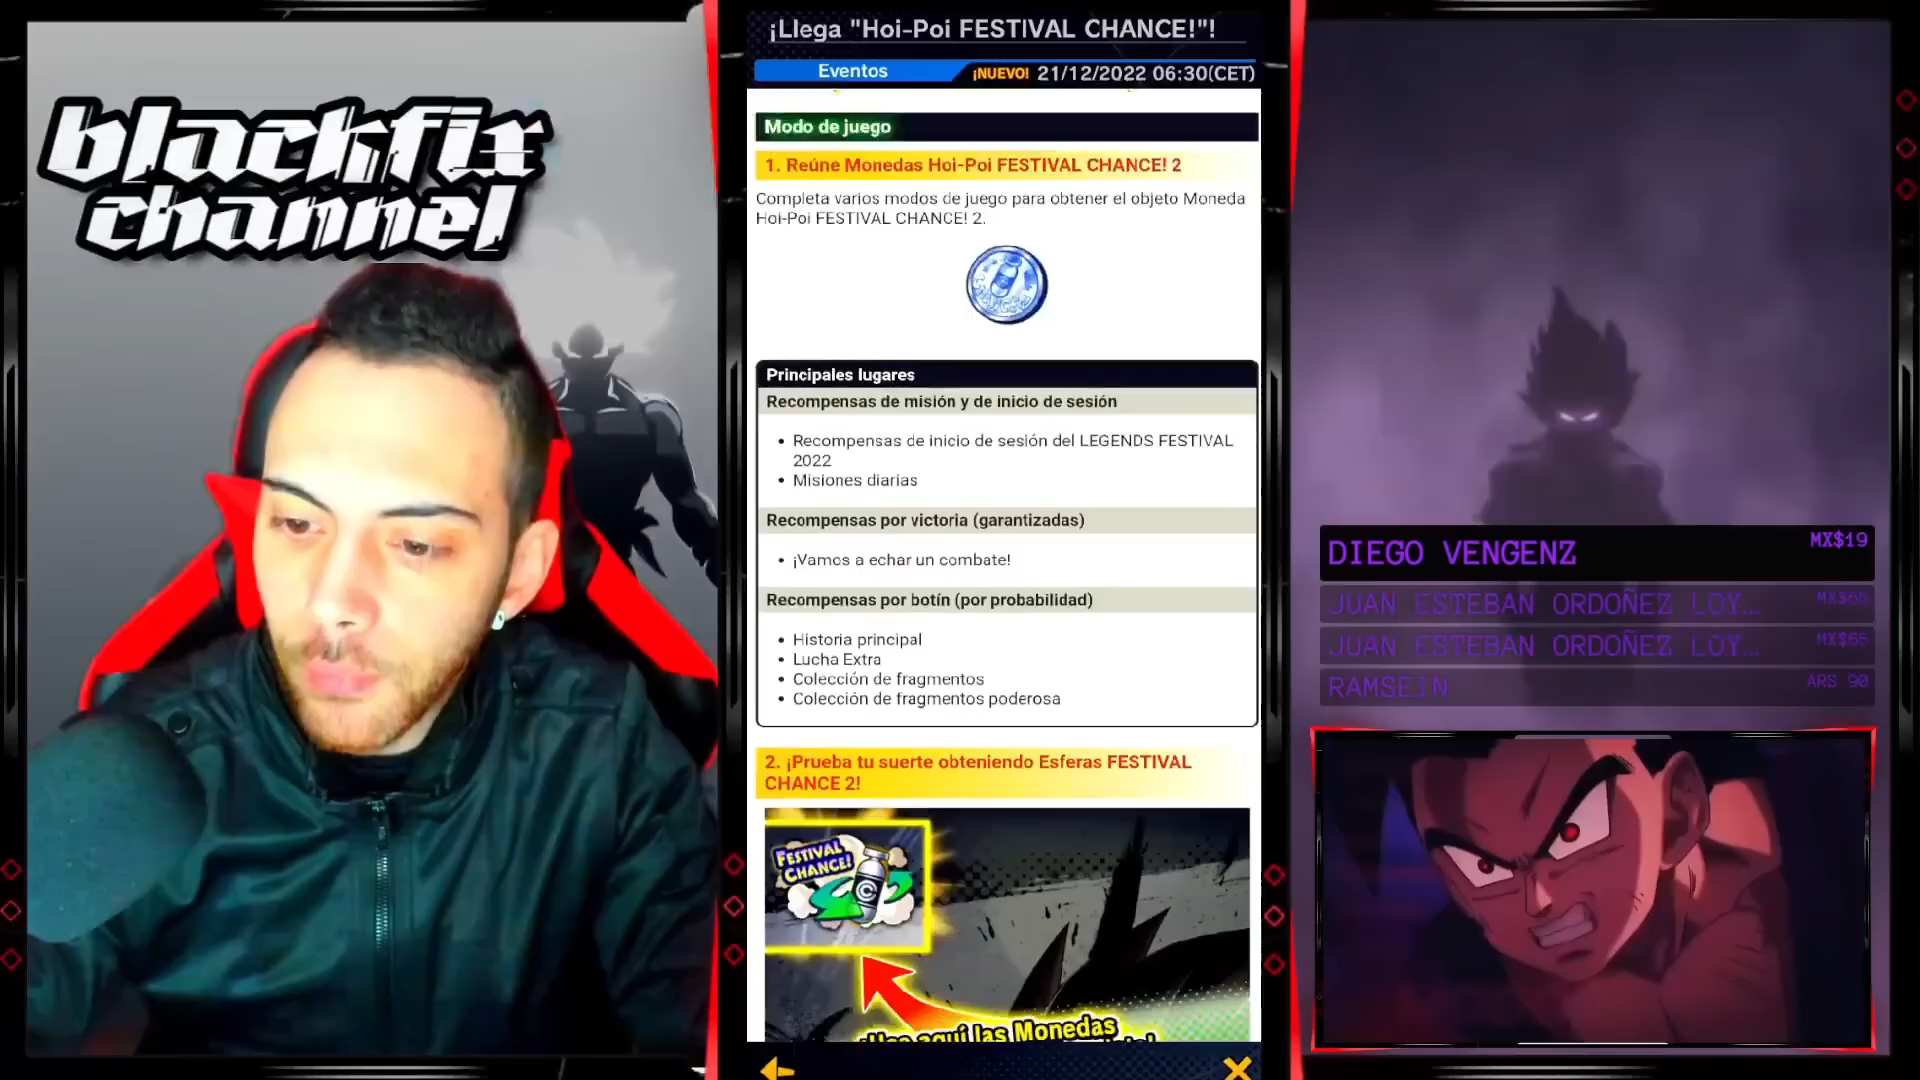 blackfix
channel
¡Llega "Hoi-Poi FESTIVAL CHANCE!"!
Eventos
¡NUEVO! 21/12/2022 06:30(CET)
Modo de juego
1. Reúne Monedas Hoi-Poi FESTIVAL CHANCE! 2
Completa varios modos de juego para obtener el objeto Moneda
Hoi-Poi FESTIVAL CHANCE! 2.
Principales lugares
Recompensas de misión y de inicio de sesión
• Recompensas de inicio de sesión del LEGENDS FESTIVAL
2022
• Misiones diarias
Recompensas por victoria (garantizadas)
• ¡Vamos a echar un combate!
Recompensas por botín (por probabilidad)
• Historia principal
• Lucha Extra
• Colección de fragmentos
• Colección de fragmentos poderosa
2. ¡Prueba tu suerte obteniendo Esferas FESTIVAL
CHANCE 2!
FESTIVAL
CHANCE!
aquí las Monedas
DIEGO VENGENZ MX$19
JUAN ESTEBAN ORDOÑEZ LOY... MX$65
JUAN ESTEBAN ORDOÑEZ LOY... MX$65
RAMSEIN ARS 90